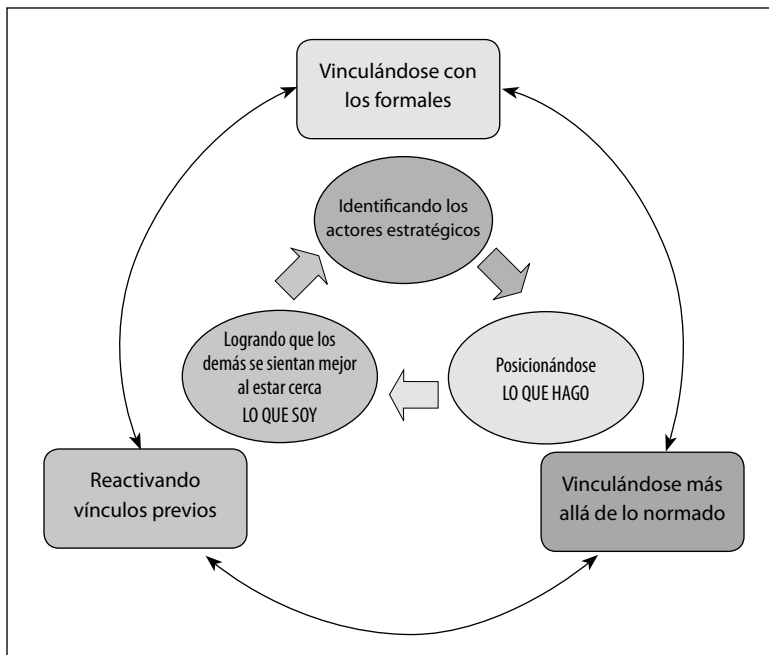 Vinculándose con
los formales
Identificando los
actores estratégicos
Logrando que los
demás se sientan mejor
al estar cerca
LO QUE SOY
Posicionándose
LO QUE HAGO
Reactivando
vínculos previos
Vinculándose más
allá de lo normado